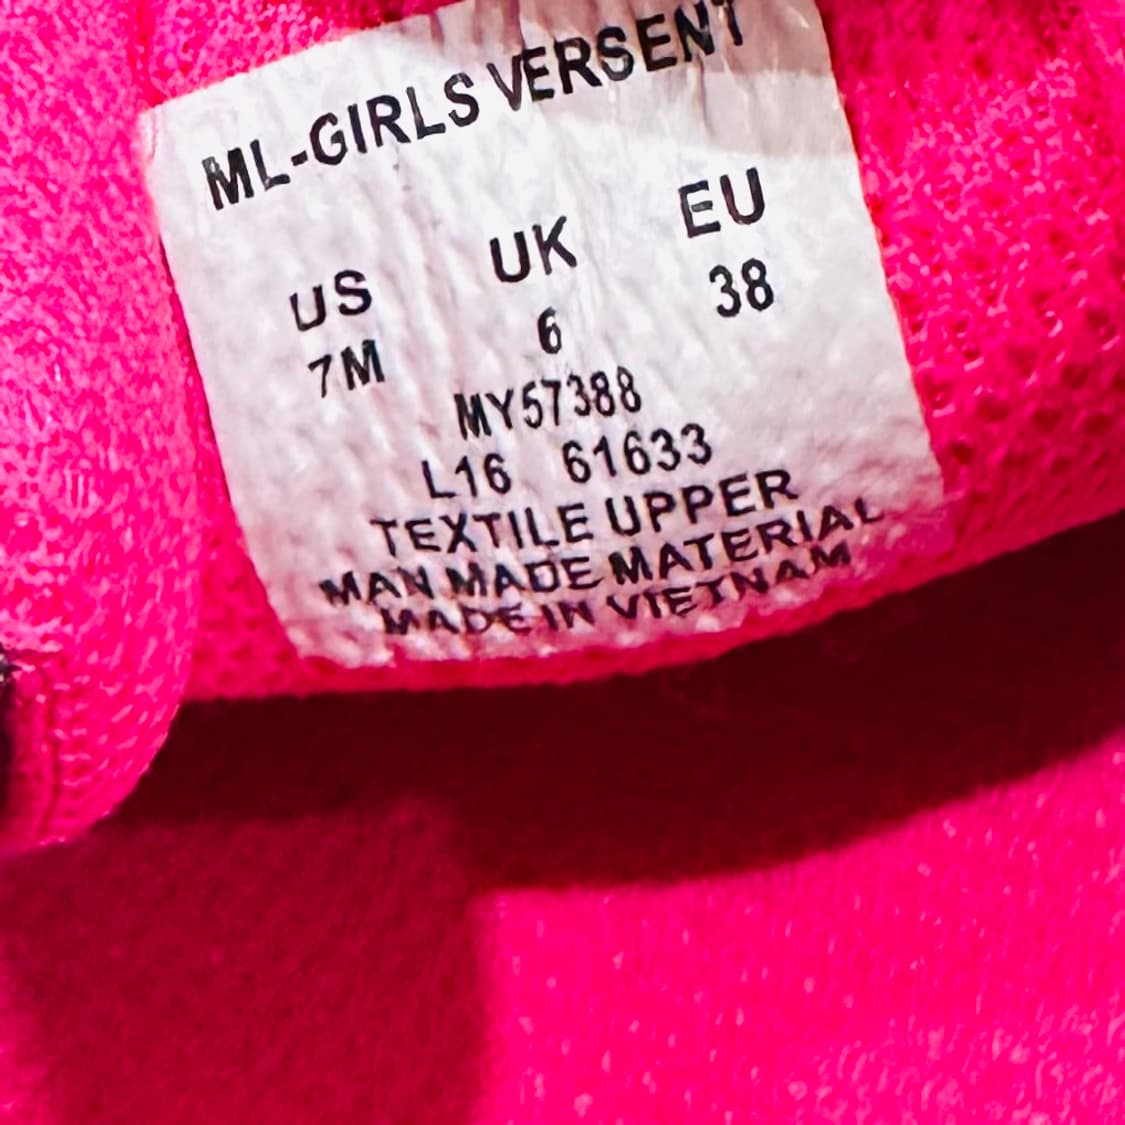 ML-GIRLS VERSENT
US UK EU
7M 6 38
MY57388
L16 61633
TEXTILE UPPER
MAN MADE MATERIAL
MADE IN VIETNAM